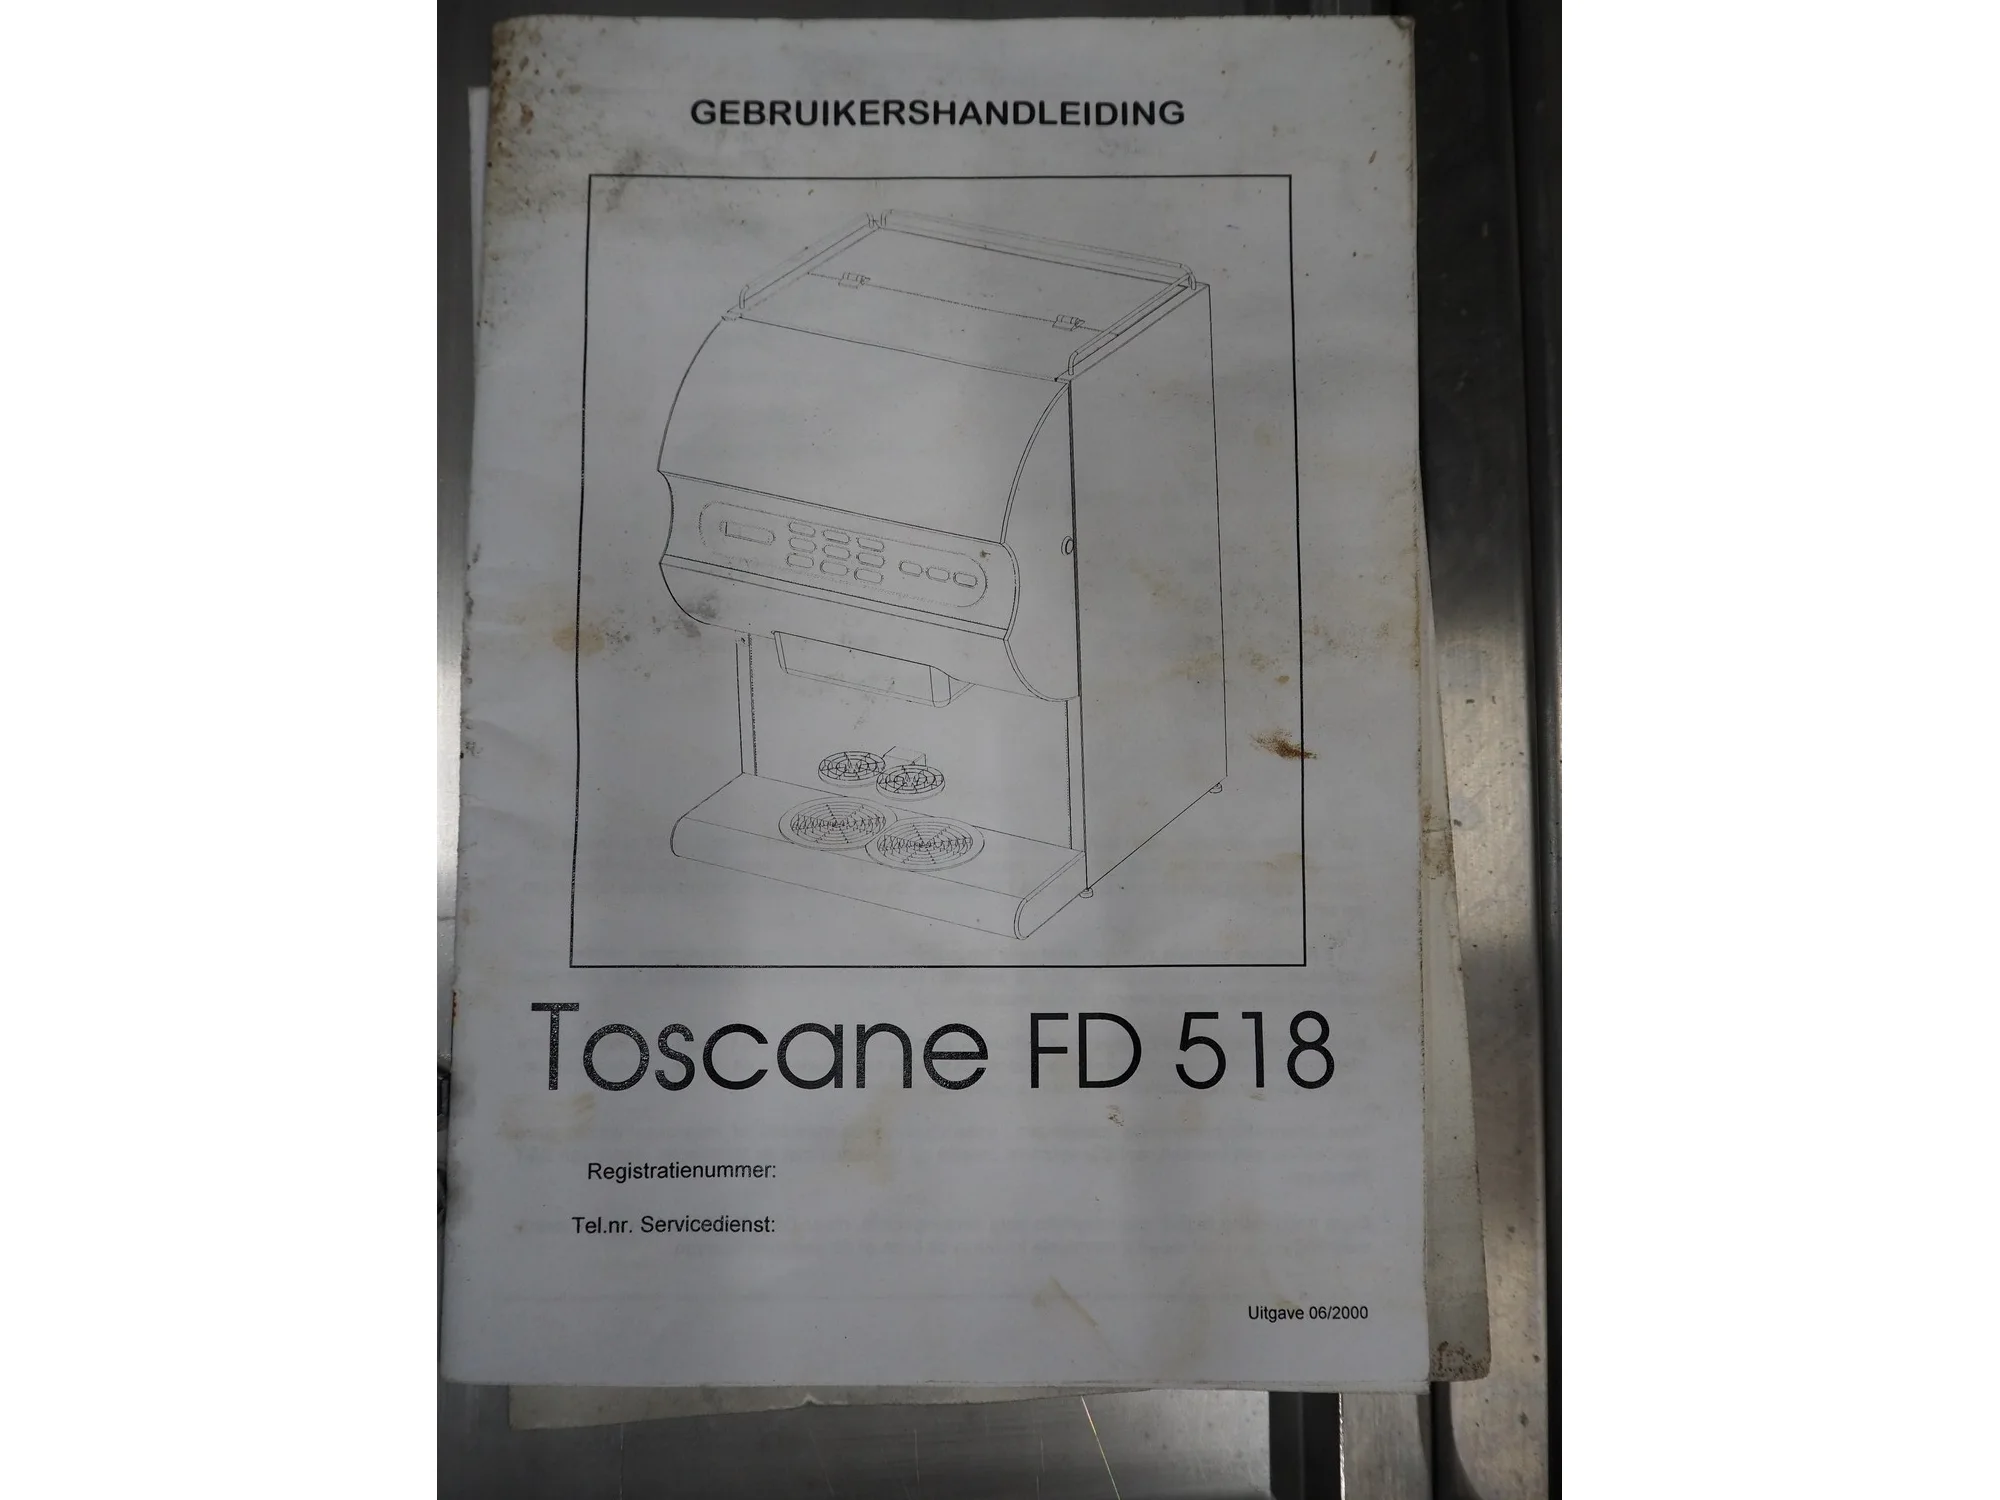 GEBRUIKERSHANDLEIDING
Toscane FD 518
Registratienummer:
Tel.nr. Servicedienst:
Uitgave 06/2000